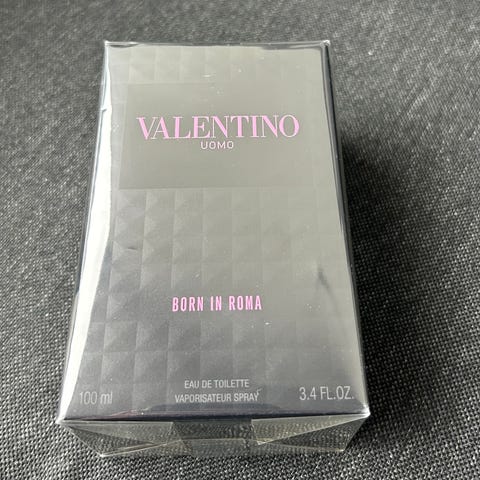 VALENTINO
UOMO
BORN IN ROMA
EAU DE TOILETTE
100 ml VAPORISATEUR SPRAY 3.4 FL.OZ.